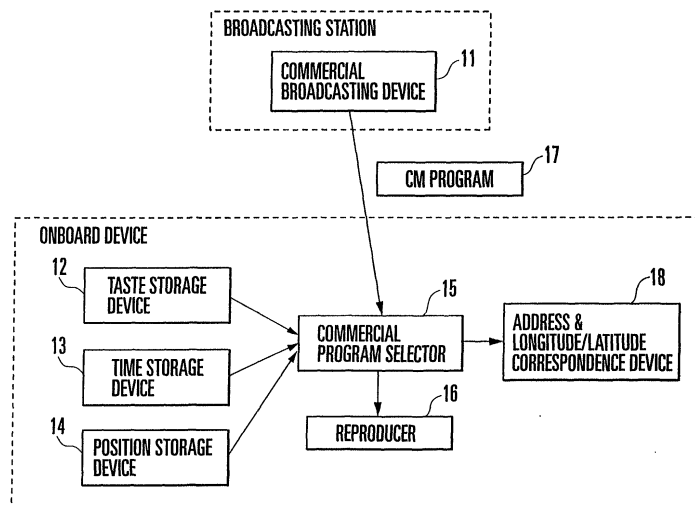 BROADCASTING STATION
COMMERCIAL
BROADCASTING DEVICE
11
CM PROGRAM
17
ONBOARD DEVICE
12
TASTE STORAGE
DEVICE
13
TIME STORAGE
DEVICE
14
POSITION STORAGE
DEVICE
15
COMMERCIAL
PROGRAM SELECTOR
16
REPRODUCER
18
ADDRESS &
LONGITUDE/LATITUDE
CORRESPONDENCE DEVICE